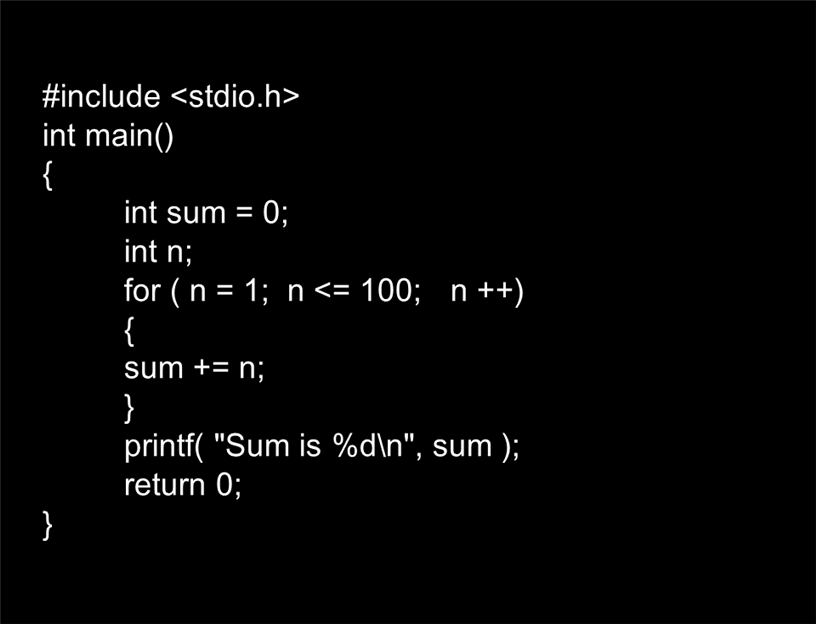 #include <stdio.h>
int main()
{
int sum = 0;
int n;
for ( n = 1; n <= 100; n ++)
{
sum += n;
}
printf( "Sum is %d\n", sum );
return 0;
}